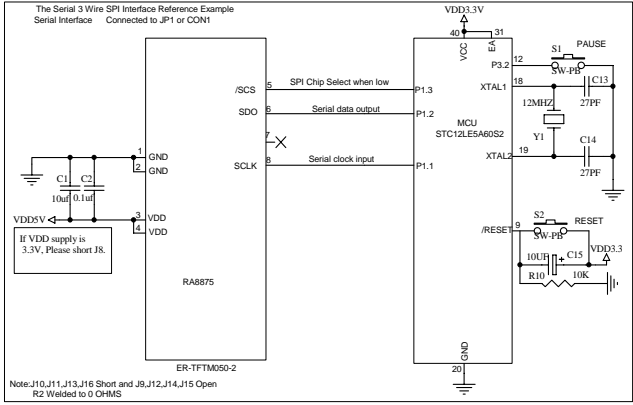 The Serial 3 Wire SPI Interface Reference Example
Serial Interface Connected to JP1 or CON1
VDD3.3V
40
31
VCC
EA
S1
PAUSE
12
P3.2
SW-PB
18
XTAL1
C13
27PF
12MHZ
Y1
MCU
STC12LE5A60S2
19
XTAL2
C14
27PF
/SCS
5
SPI Chip Select when low
P1.3
SDO
6
Serial data output
P1.2
7
SCLK
8
Serial clock input
P1.1
1
GND
2
GND
C1
C2
10uf
0.1uf
VDD5V
3
VDD
4
VDD
If VDD supply is
3.3V, Please short J8.
RA8875
S2
RESET
9
/RESET
SW-PB
VDD3.3
10UF
+
C15
R10
10K
GND
20
ER-TFTM050-2
Note:J10,J11,J13,J16 Short and J9,J12,J14,J15 Open
R2 Welded to 0 OHMS